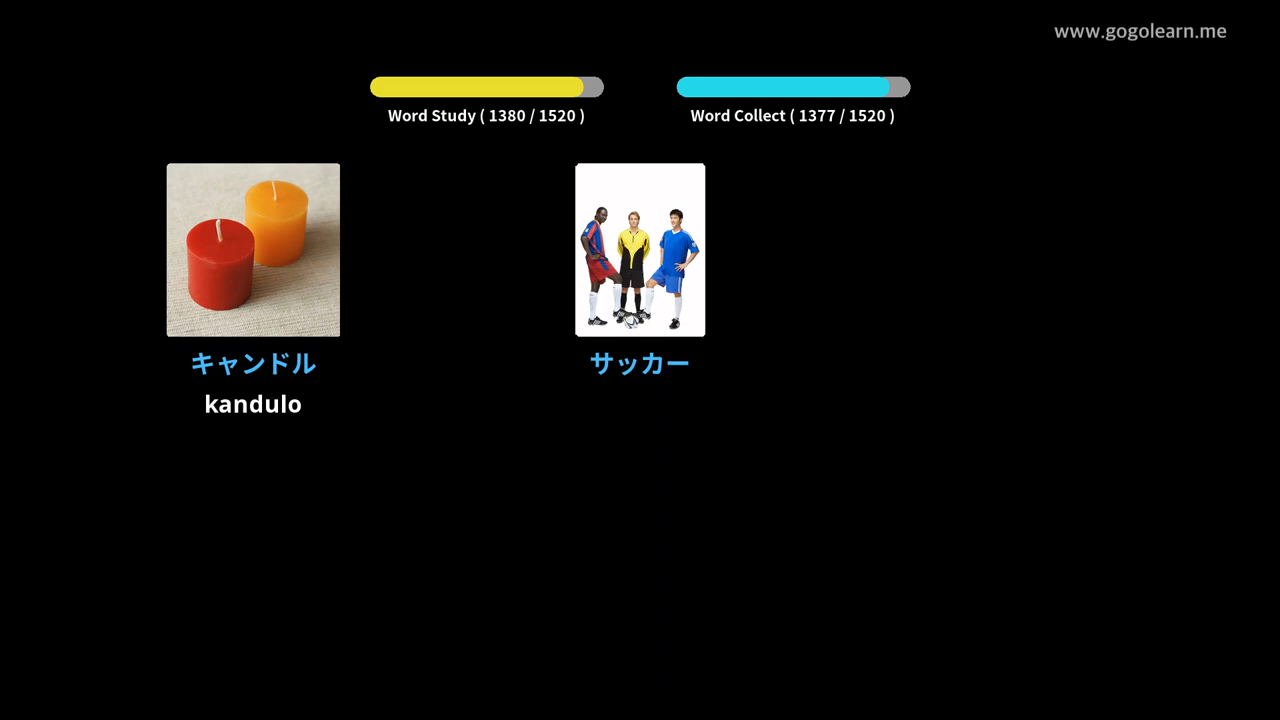 www.gogolearn.me
Word Study ( 1380 / 1520 )
Word Collect ( 1377 / 1520 )
キャンドル
サッカー
kandulo